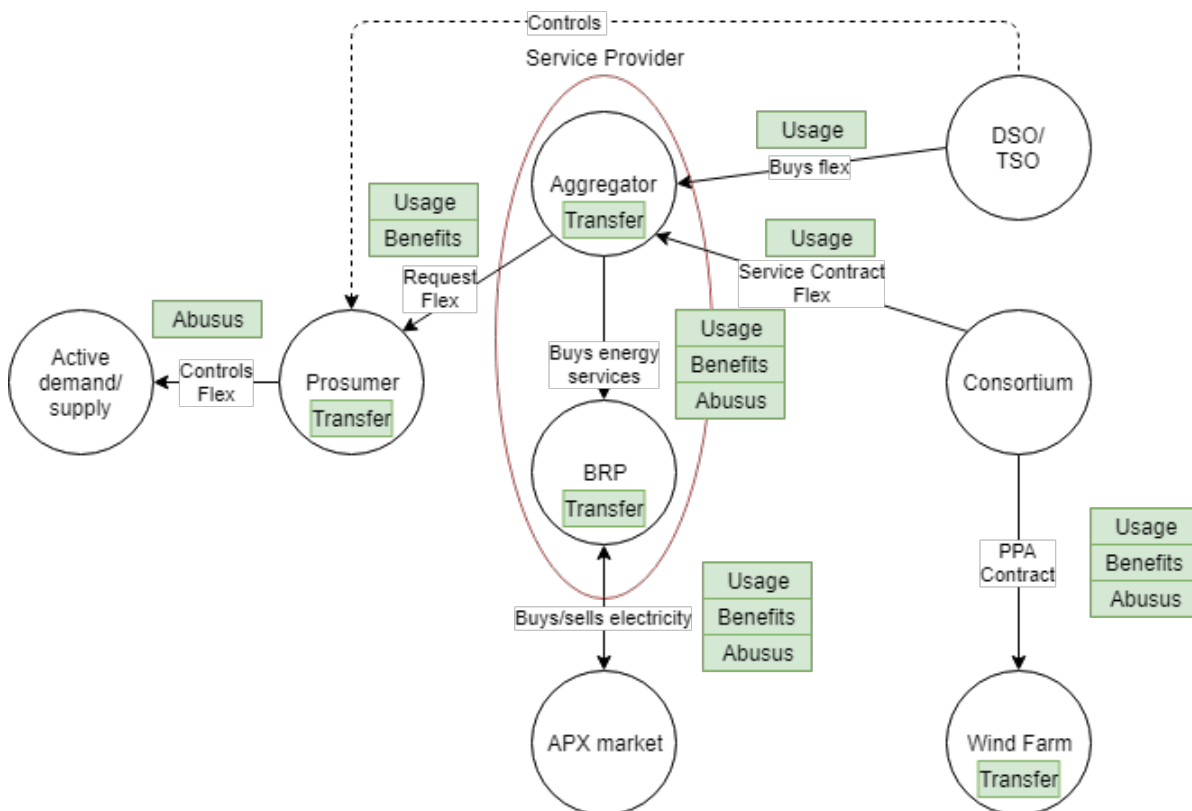 Controls
Service Provider
DSO/
TSO
Usage
Buys flex
Aggregator
Transfer
Usage
Benefits
Usage
Service Contract
Flex
Request
Flex
Abusus
Active
demand/
supply
Controls
Flex
Prosumer
Transfer
Buys energy
services
Usage
Benefits
Abusus
Consortium
BRP
Transfer
PPA
Contract
Usage
Benefits
Abusus
Buys/sells electricity
Usage
Benefits
Abusus
APX market
Wind Farm
Transfer